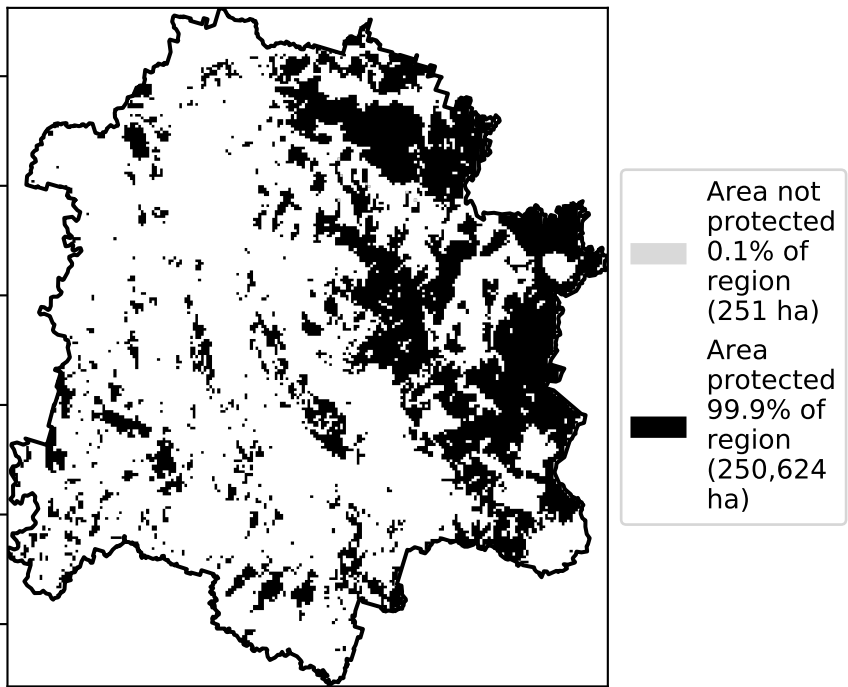 Area not
protected
0.1% of
region
(251 ha)
Area
protected
99.9% of
region
(250,624
ha)